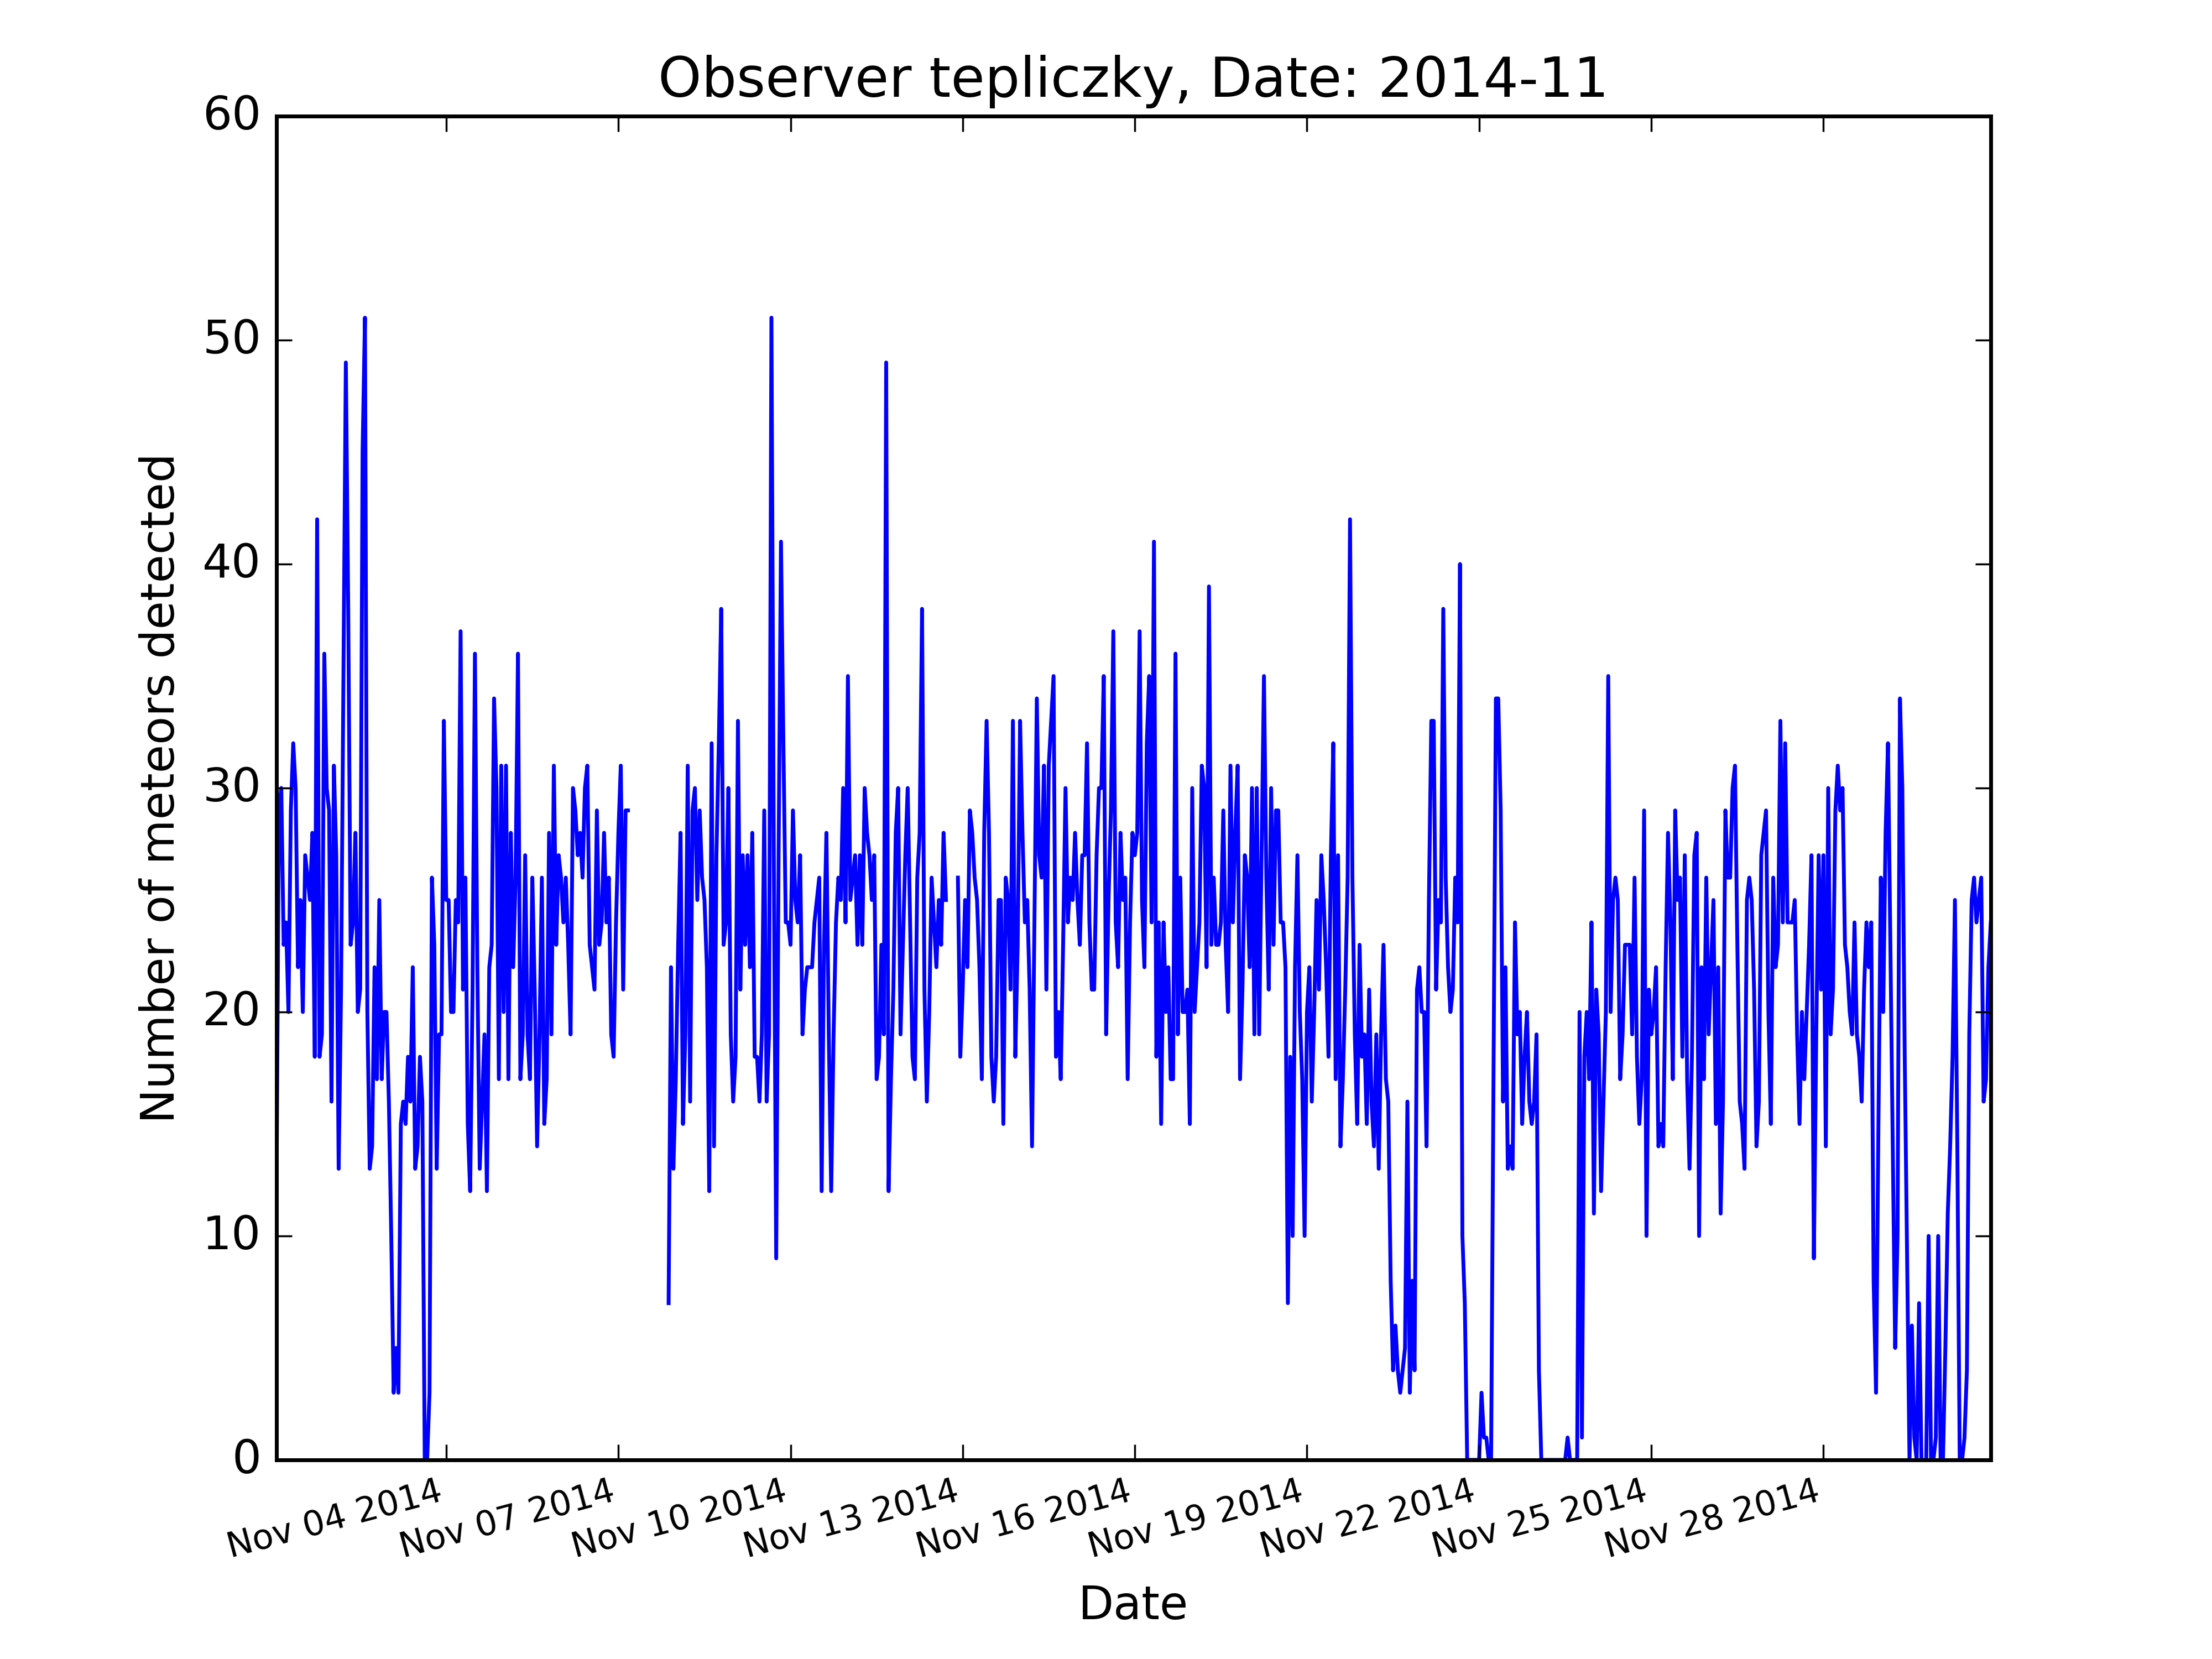 Observer tepliczky, Date: 2014-11
60
50
40
30
20
10
0
Number of meteors detected
Nov 04 2014
Nov 07 2014
Nov 10 2014
Nov 13 2014
Nov 16 2014
Nov 19 2014
Nov 22 2014
Nov 25 2014
Nov 28 2014
Date